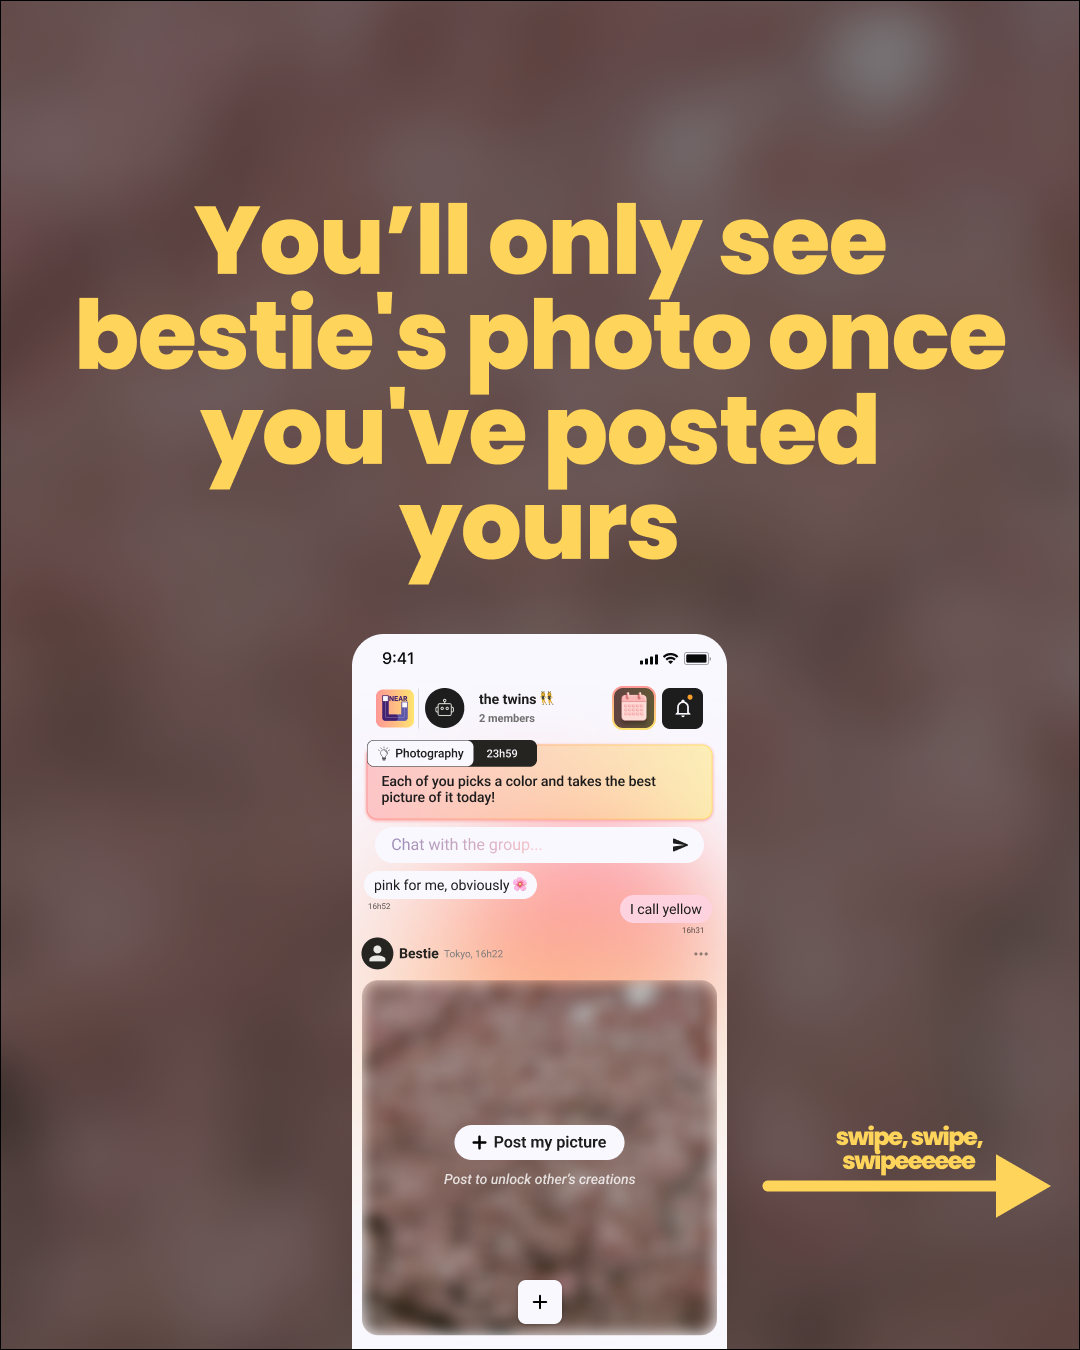 You’ll only see
bestie's photo once
you've posted
yours
9:41
NEAR
the twins 👯
2 members
Photography 23h59
Each of you picks a color and takes the best
picture of it today!
Chat with the group...
pink for me, obviously 🌸
16h52
I call yellow
16h31
Bestie Tokyo, 16h22
+ Post my picture
Post to unlock other’s creations
swipe, swipe,
swipeeeeee